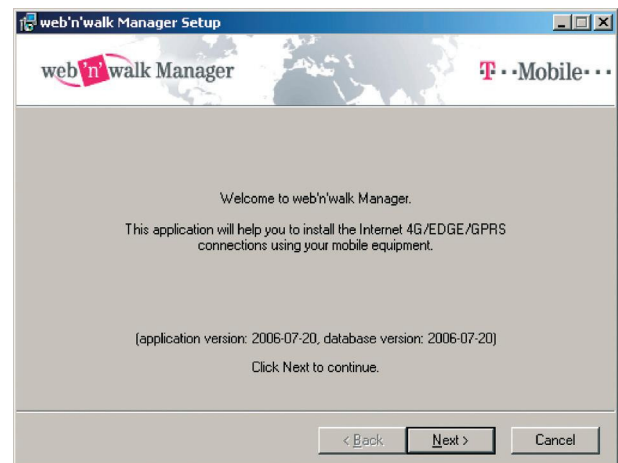 web'n'walk Manager Setup
web'n'walk Manager
T··Mobile···
Welcome to web'n'walk Manager.
This application will help you to install the Internet 4G/EDGE/GPRS
connections using your mobile equipment.
(application version: 2006-07-20, database version: 2006-07-20)
Click Next to continue.
< Back
Next >
Cancel